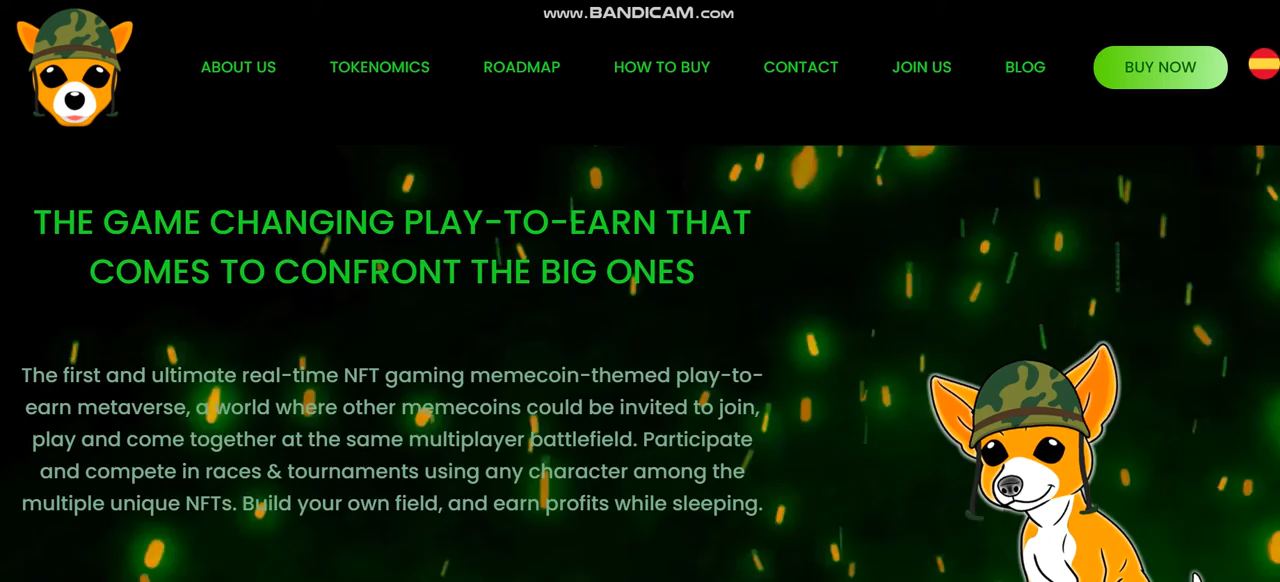 www.BANDICAM.com
ABOUT US TOKENOMICS ROADMAP HOW TO BUY CONTACT JOIN US BLOG BUY NOW
THE GAME CHANGING PLAY-TO-EARN THAT
COMES TO CONFRONT THE BIG ONES
The first and ultimate real-time NFT gaming memecoin-themed play-to-
earn metaverse, a world where other memecoins could be invited to join,
play and come together at the same multiplayer battlefield. Participate
and compete in races & tournaments using any character among the
multiple unique NFTs. Build your own field, and earn profits while sleeping.